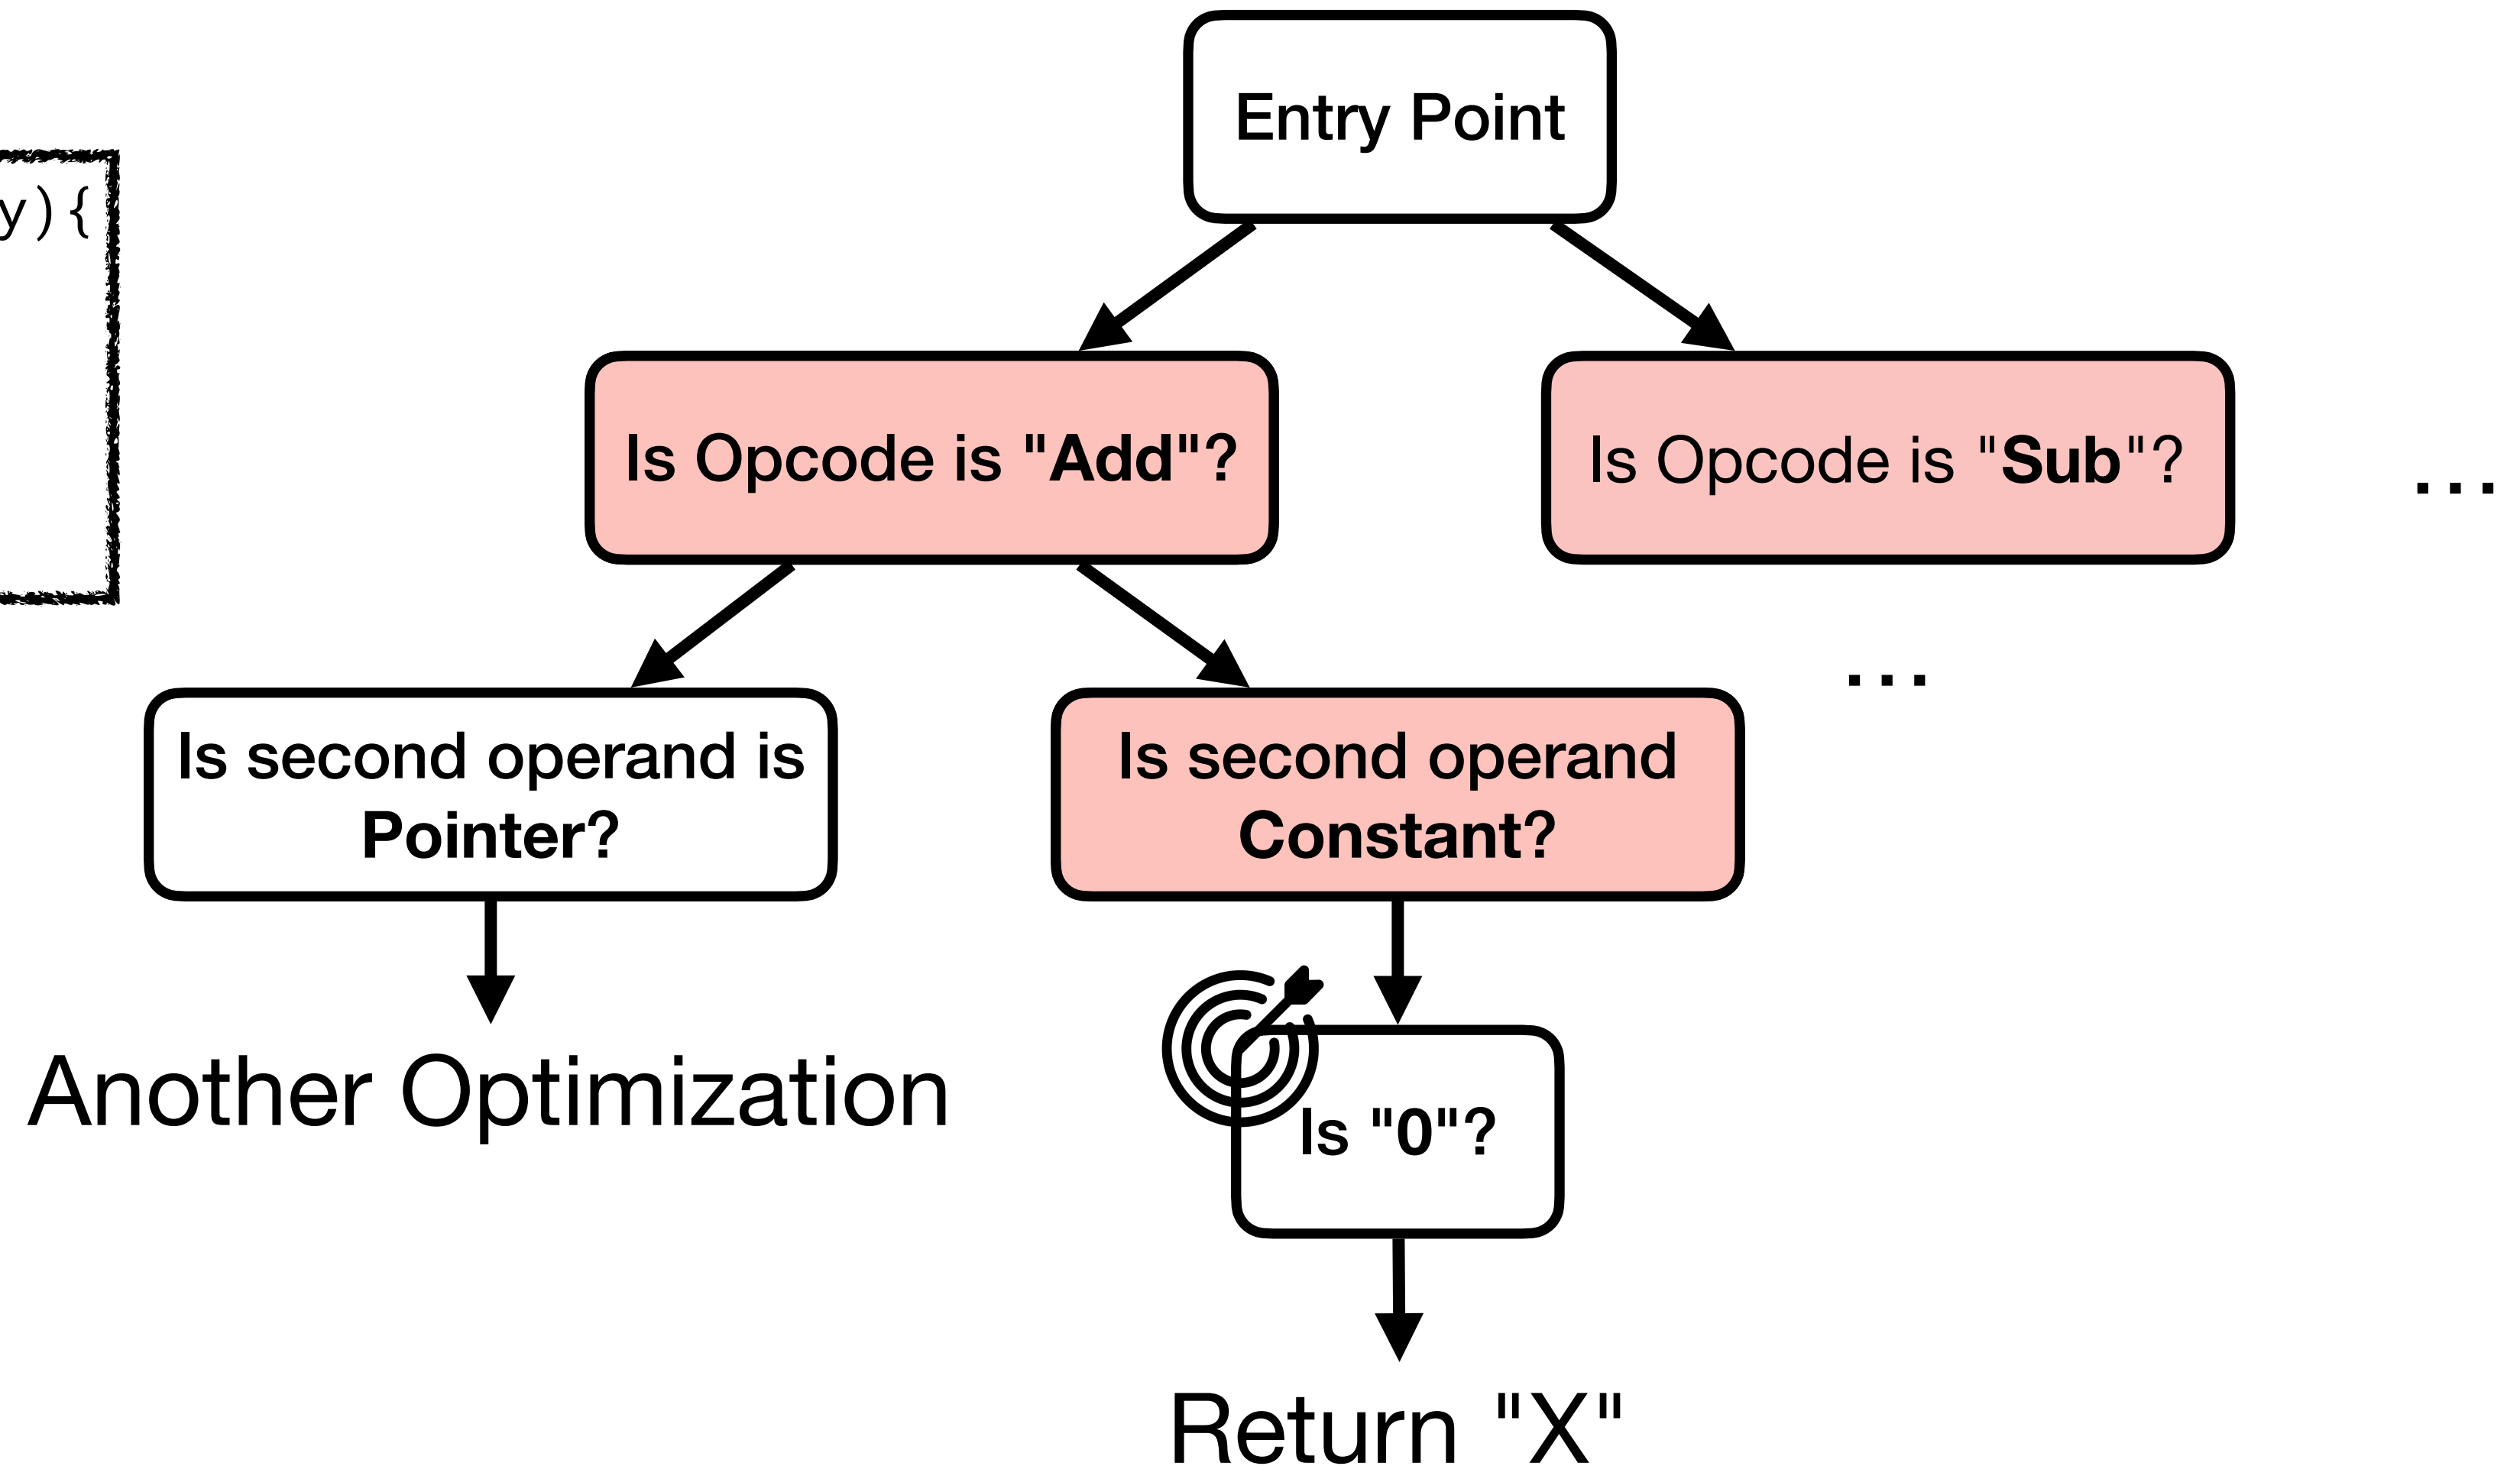 Entry Point
y){
Is Opcode is "Add"?
Is Opcode is "Sub"?
...
...
Is second operand is
Pointer?
Is second operand
Constant?
Another Optimization
Is "0"?
Return "X"